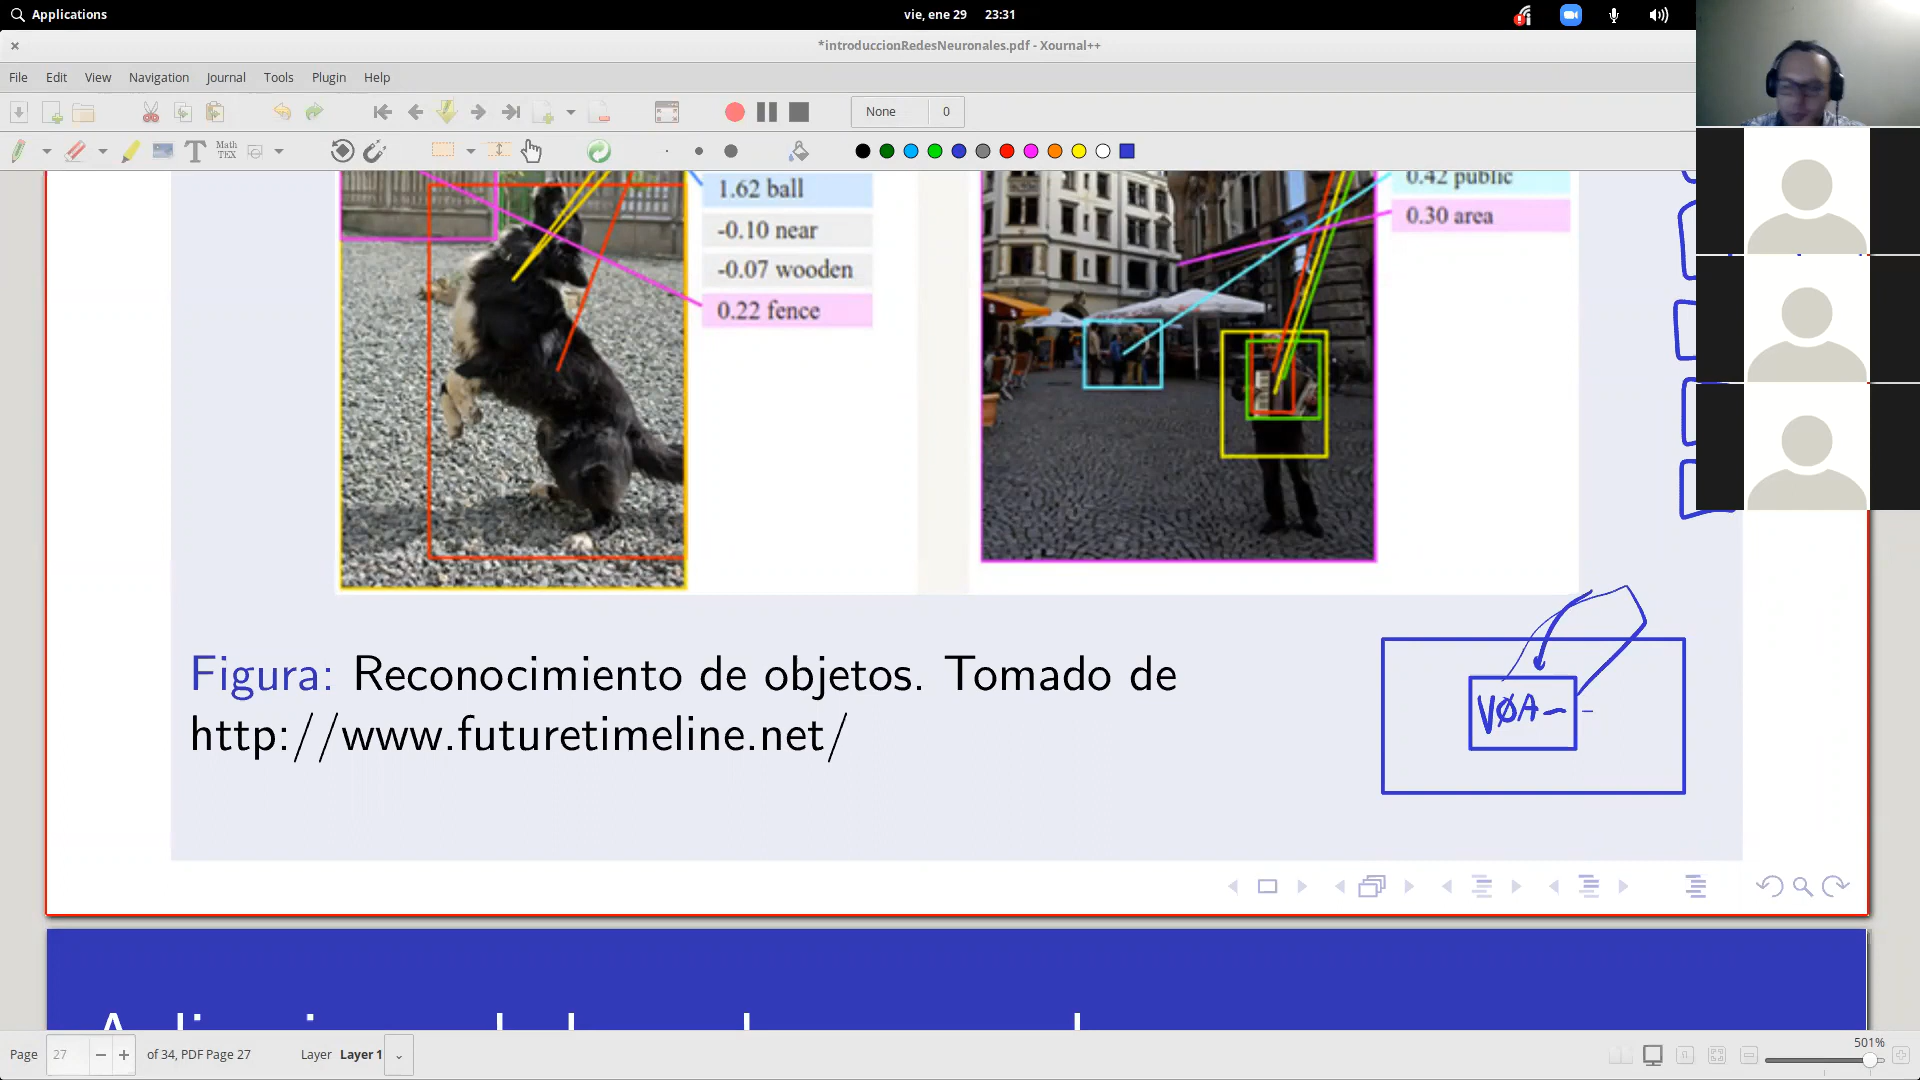 Applications
vie, ene 29 23:31
*introduccionRedesNeuronales.pdf - Xournal++
File Edit View Navigation Journal Tools Plugin Help
None 0
T Math TEX
1.62 ball
-0.10 near
-0.07 wooden
0.22 fence
0.42 public
0.30 area
Figura: Reconocimiento de objetos. Tomado de
http://www.futuretimeline.net/
VØA-
Page 27 of 34, PDF Page 27 Layer Layer 1
501%